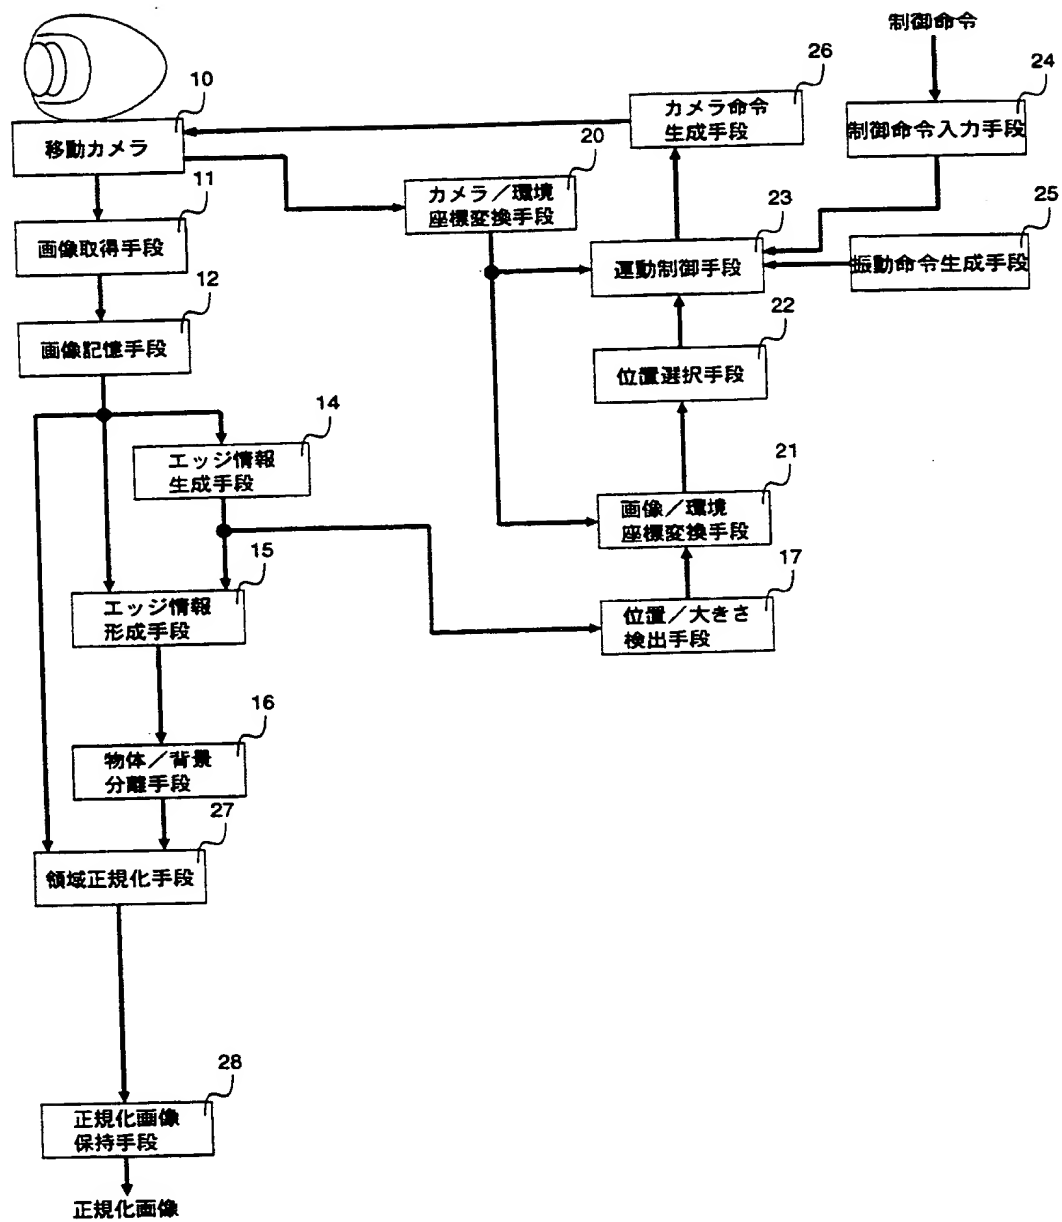 制御命令
26
24
10
カメラ命令
生成手段
制御命令入力手段
20
移動カメラ
11
カメラ/環境
座標変換手段
23
25
画像取得手段
運動制御手段
振動命令生成手段
12
22
画像記憶手段
位置選択手段
14
エッジ情報
生成手段
21
画像/環境
座標変換手段
15
17
エッジ情報
形成手段
位置/大きさ
検出手段
16
物体/背景
分離手段
27
領域正規化手段
28
正規化画像
保持手段
正規化画像